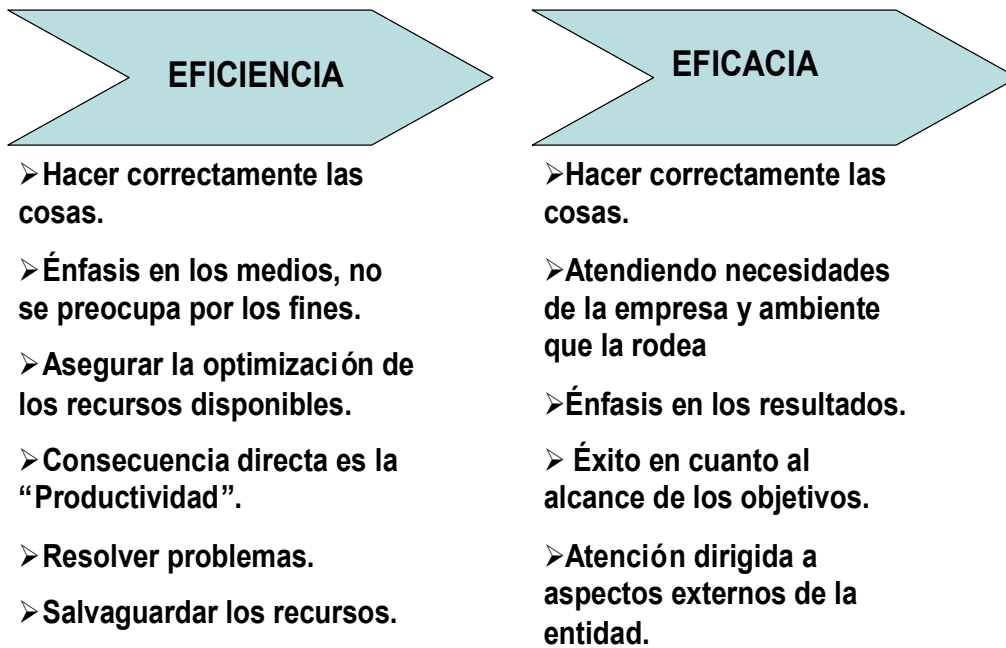 EFICIENCIA
➢Hacer correctamente las
cosas.
➢Énfasis en los medios, no
se preocupa por los fines.
➢Asegurar la optimización de
los recursos disponibles.
➢Consecuencia directa es la
“Productividad”.
➢Resolver problemas.
➢Salvaguardar los recursos.
EFICACIA
➢Hacer correctamente las
cosas.
➢Atendiendo necesidades
de la empresa y ambiente
que la rodea
➢Énfasis en los resultados.
➢ Éxito en cuanto al
alcance de los objetivos.
➢Atención dirigida a
aspectos externos de la
entidad.